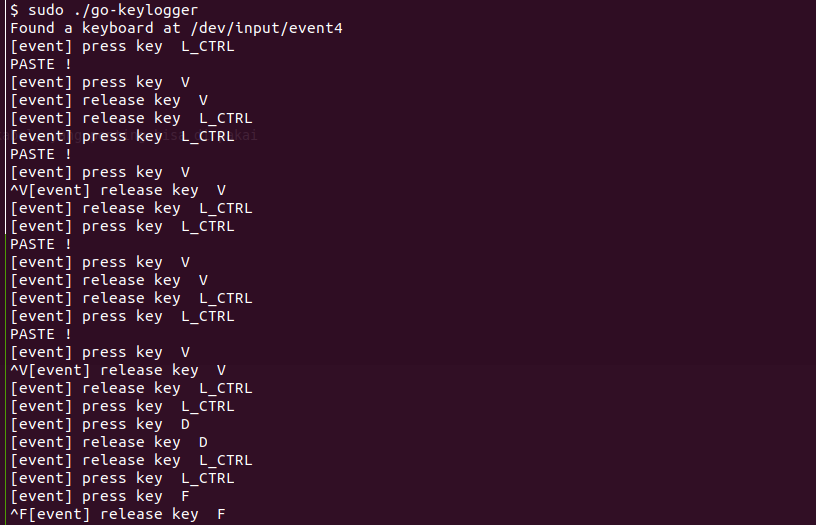 $ sudo ./go-keylogger
Found a keyboard at /dev/input/event4
[event] press key  L_CTRL
PASTE !
[event] press key  V
[event] release key  V
[event] release key  L_CTRL
[event] press key  L_CTRL
PASTE !
[event] press key  V
^V[event] release key  V
[event] release key  L_CTRL
[event] press key  L_CTRL
PASTE !
[event] press key  V
[event] release key  V
[event] release key  L_CTRL
[event] press key  L_CTRL
PASTE !
[event] press key  V
^V[event] release key  V
[event] release key  L_CTRL
[event] press key  L_CTRL
[event] press key  D
[event] release key  D
[event] release key  L_CTRL
[event] press key  L_CTRL
[event] press key  F
^F[event] release key  F